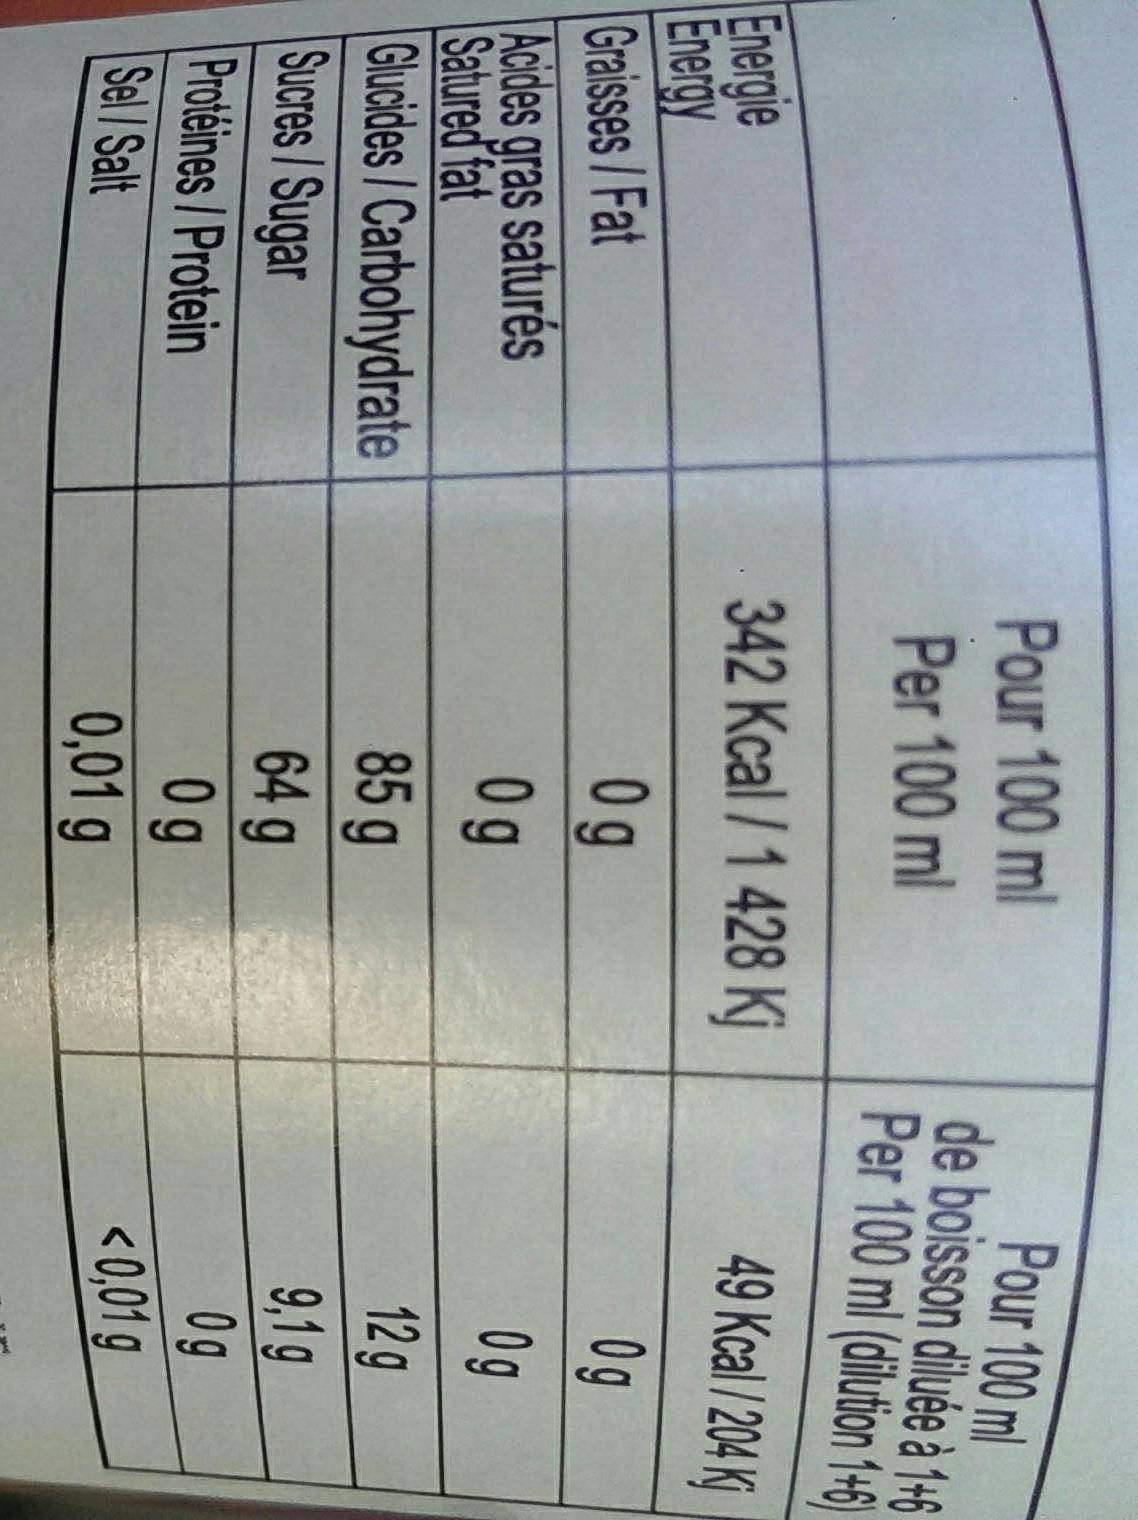 Pour 100 ml
Per 100 ml
Pour 100 ml
de boisson diluée à 1+6
Per 100 ml (dilution 1+6)
Energie
Energy
342 Kcal / 1 428 Kj
49 Kcal / 204 Kj
Graisses / Fat
0 g
0 g
Acides gras saturés
Satured fat
0 g
0 g
Glucides / Carbohydrate
85 g
12 g
Sucres / Sugar
64 g
9,1 g
Protéines / Protein
0 g
0 g
Sel / Salt
0,01 g
<0,01 g